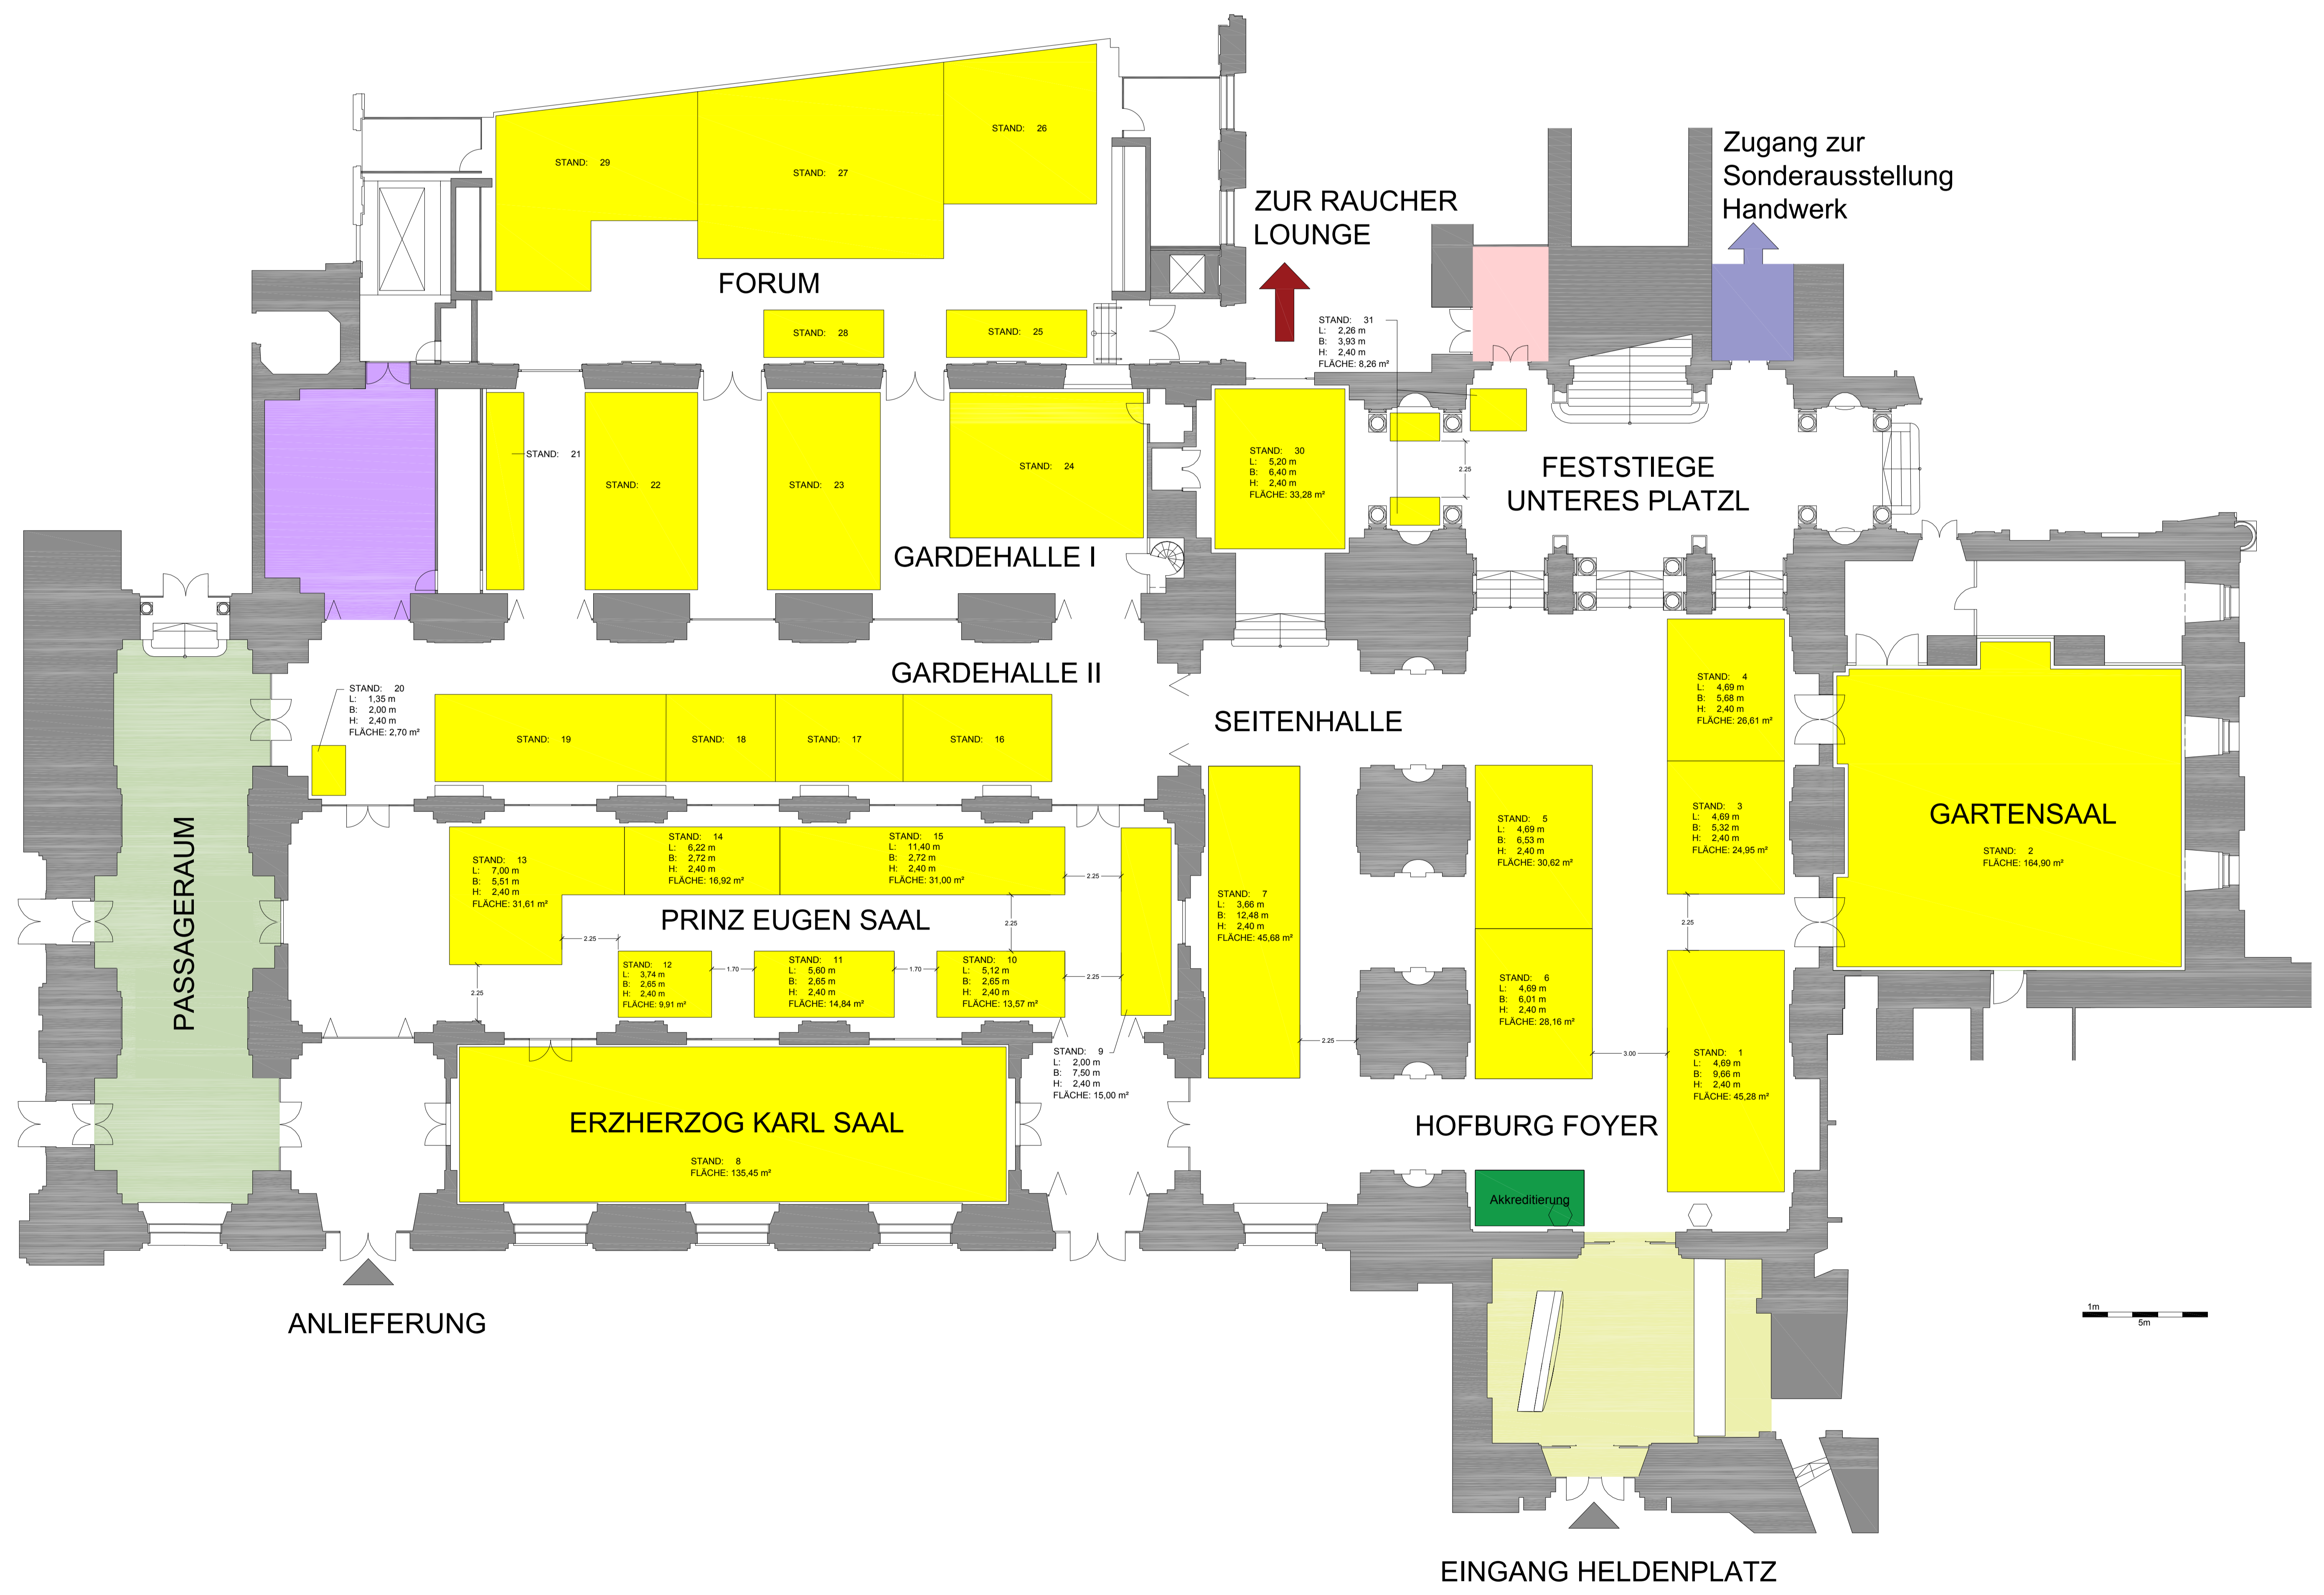 STAND: 26
STAND: 29
STAND: 27
Zugang zur
Sonderausstellung
Handwerk
ZUR RAUCHER
LOUNGE
FORUM
STAND: 28
STAND: 25
STAND: 31
L: 2,26 m
B: 3,93 m
H: 2,40 m
FLÄCHE: 8,26 m²
STAND: 21
STAND: 22
STAND: 23
STAND: 24
STAND: 30
L: 5,20 m
B: 6,40 m
H: 2,40 m
FLÄCHE: 33,28 m²
2.25
FESTSTIEGE
UNTERES PLATZL
GARDEHALLE I
GARDEHALLE II
SEITENHALLE
STAND: 20
L: 1,35 m
B: 2,00 m
H: 2,40 m
FLÄCHE: 2,70 m²
STAND: 19
STAND: 18
STAND: 17
STAND: 16
STAND: 4
L: 4,69 m
B: 5,68 m
H: 2,40 m
FLÄCHE: 26,61 m²
STAND: 3
L: 4,69 m
B: 5,32 m
H: 2,40 m
FLÄCHE: 24,95 m²
GARTENSAAL
STAND: 2
FLÄCHE: 164,90 m²
PASSAGERAUM
STAND: 13
L: 7,00 m
B: 5,51 m
H: 2,40 m
FLÄCHE: 31,61 m²
STAND: 14
L: 6,22 m
B: 2,72 m
H: 2,40 m
FLÄCHE: 16,92 m²
STAND: 15
L: 11,40 m
B: 2,72 m
H: 2,40 m
FLÄCHE: 31,00 m²
2.25
STAND: 5
L: 4,69 m
B: 6,53 m
H: 2,40 m
FLÄCHE: 30,62 m²
STAND: 7
L: 3,66 m
B: 12,48 m
H: 2,40 m
FLÄCHE: 45,68 m²
PRINZ EUGEN SAAL
2.25
2.25
2.25
2.25
STAND: 12
L: 3,74 m
B: 2,65 m
H: 2,40 m
FLÄCHE: 9,91 m²
1.70
STAND: 11
L: 5,60 m
B: 2,65 m
H: 2,40 m
FLÄCHE: 14,84 m²
1.70
STAND: 10
L: 5,12 m
B: 2,65 m
H: 2,40 m
FLÄCHE: 13,57 m²
2.25
STAND: 6
L: 4,69 m
B: 6,01 m
H: 2,40 m
FLÄCHE: 28,16 m²
2.25
3.00
STAND: 9
L: 2,00 m
B: 7,50 m
H: 2,40 m
FLÄCHE: 15,00 m²
STAND: 1
L: 4,69 m
B: 9,66 m
H: 2,40 m
FLÄCHE: 45,28 m²
ERZHERZOG KARL SAAL
STAND: 8
FLÄCHE: 135,45 m²
HOFBURG FOYER
Akkreditierung
ANLIEFERUNG
1m
5m
EINGANG HELDENPLATZ